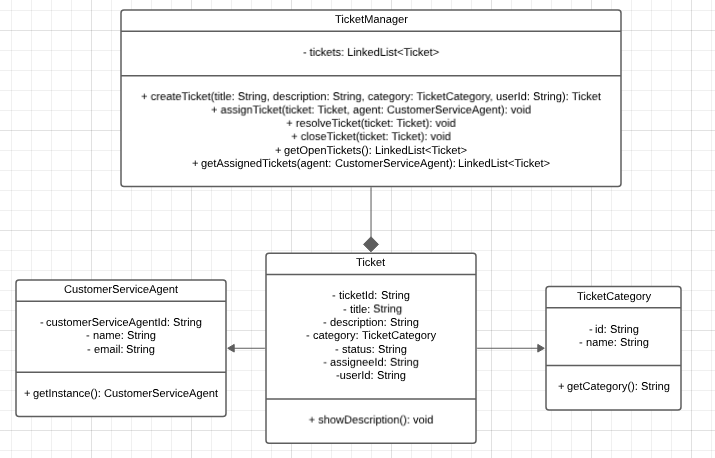 TicketManager
- tickets: LinkedList<Ticket>
+ createTicket(title: String, description: String, category: TicketCategory, userId: String): Ticket
+ assignTicket(ticket: Ticket, agent: CustomerServiceAgent): void
+ resolveTicket(ticket: Ticket): void
+ closeTicket(ticket: Ticket): void
+ getOpenTickets(): LinkedList<Ticket>
+ getAssignedTickets(agent: CustomerServiceAgent): LinkedList<Ticket>
CustomerServiceAgent
- customerServiceAgentId: String
- name: String
- email: String
+ getInstance(): CustomerServiceAgent
Ticket
- ticketId: String
- title: String
- description: String
- category: TicketCategory
- status: String
- assigneeId: String
-userId: String
+ showDescription(): void
TicketCategory
- id: String
- name: String
+ getCategory(): String